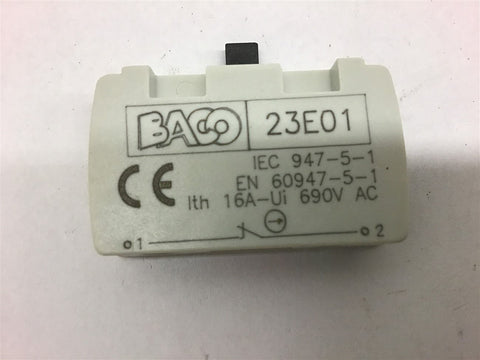 BACO 23E01
IEC 947-5-1
CE EN 60947-5-1
Ith 16A-Ui 690V AC
1 2